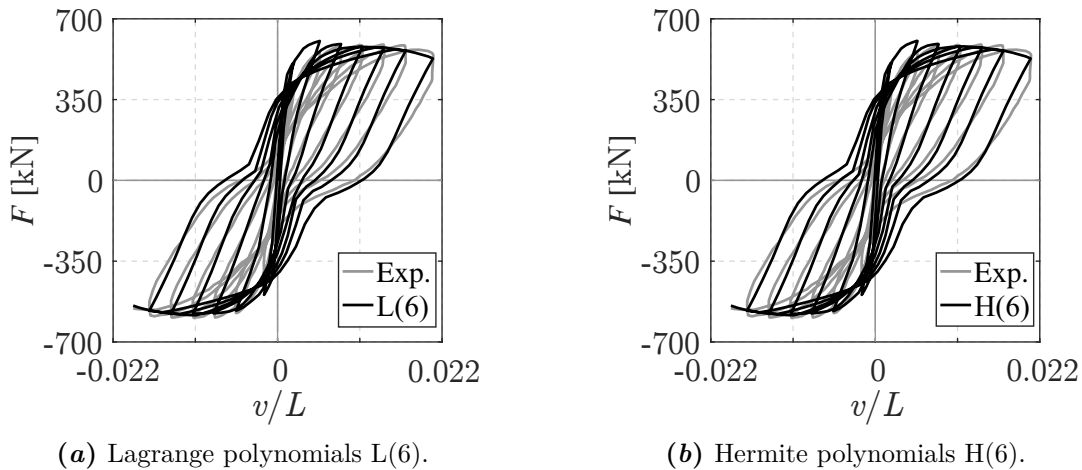 700
350
0
-350
-700
F [kN]
-0.022
0
0.022
v/L
Exp.
L(6)
(a) Lagrange polynomials L(6).
700
350
0
-350
-700
F [kN]
-0.022
0
0.022
v/L
Exp.
H(6)
(b) Hermite polynomials H(6).